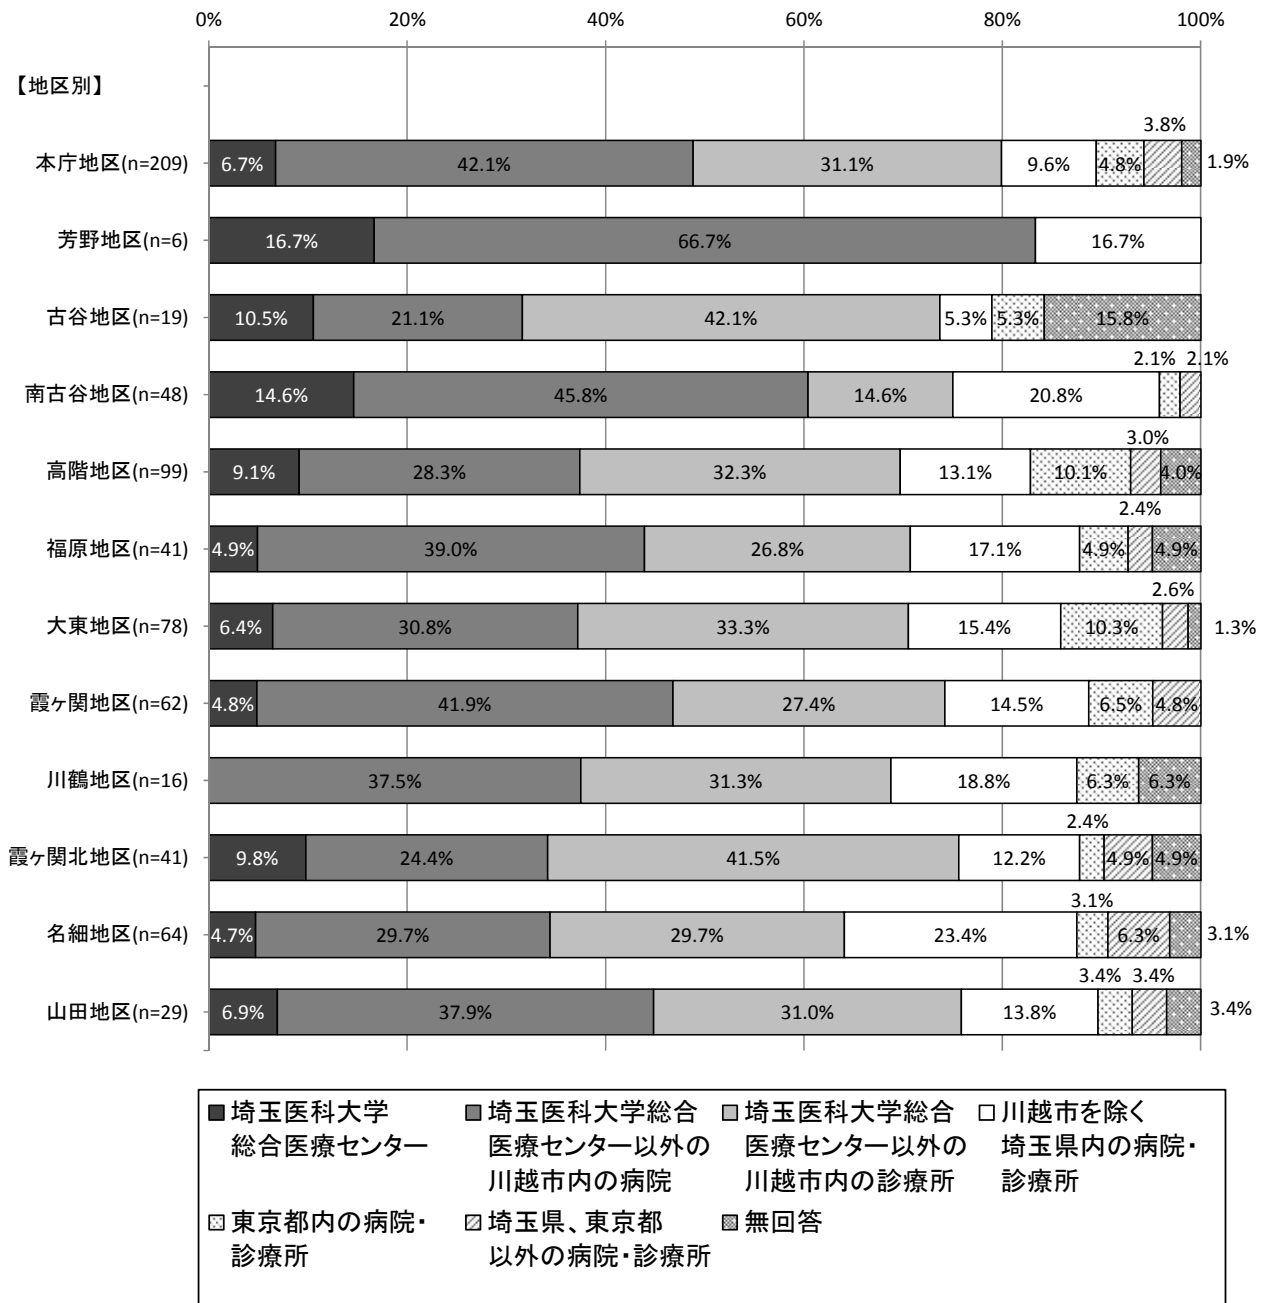 0% 20% 40% 60% 80% 100%
【地区別】
3.8%
本庁地区(n=209) 6.7% 42.1% 31.1% 9.6% 4.8% 1.9%
芳野地区(n=6) 16.7% 66.7% 16.7%
古谷地区(n=19) 10.5% 21.1% 42.1% 5.3% 5.3% 15.8%
2.1% 2.1%
南古谷地区(n=48) 14.6% 45.8% 14.6% 20.8%
3.0%
高階地区(n=99) 9.1% 28.3% 32.3% 13.1% 10.1% 4.0%
2.4%
福原地区(n=41) 4.9% 39.0% 26.8% 17.1% 4.9% 4.9%
2.6%
大東地区(n=78) 6.4% 30.8% 33.3% 15.4% 10.3% 1.3%
霞ヶ関地区(n=62) 4.8% 41.9% 27.4% 14.5% 6.5% 4.8%
川鶴地区(n=16) 37.5% 31.3% 18.8% 6.3% 6.3%
2.4%
霞ヶ関北地区(n=41) 9.8% 24.4% 41.5% 12.2% 4.9% 4.9%
3.1%
名細地区(n=64) 4.7% 29.7% 29.7% 23.4% 6.3% 3.1%
3.4% 3.4%
山田地区(n=29) 6.9% 37.9% 31.0% 13.8% 3.4%
埼玉医科大学
総合医療センター
埼玉医科大学総合
医療センター以外の
川越市内の病院
埼玉医科大学総合
医療センター以外の
川越市内の診療所
川越市を除く
埼玉県内の病院・
診療所
東京都内の病院・
診療所
埼玉県、東京都
以外の病院・診療所
無回答